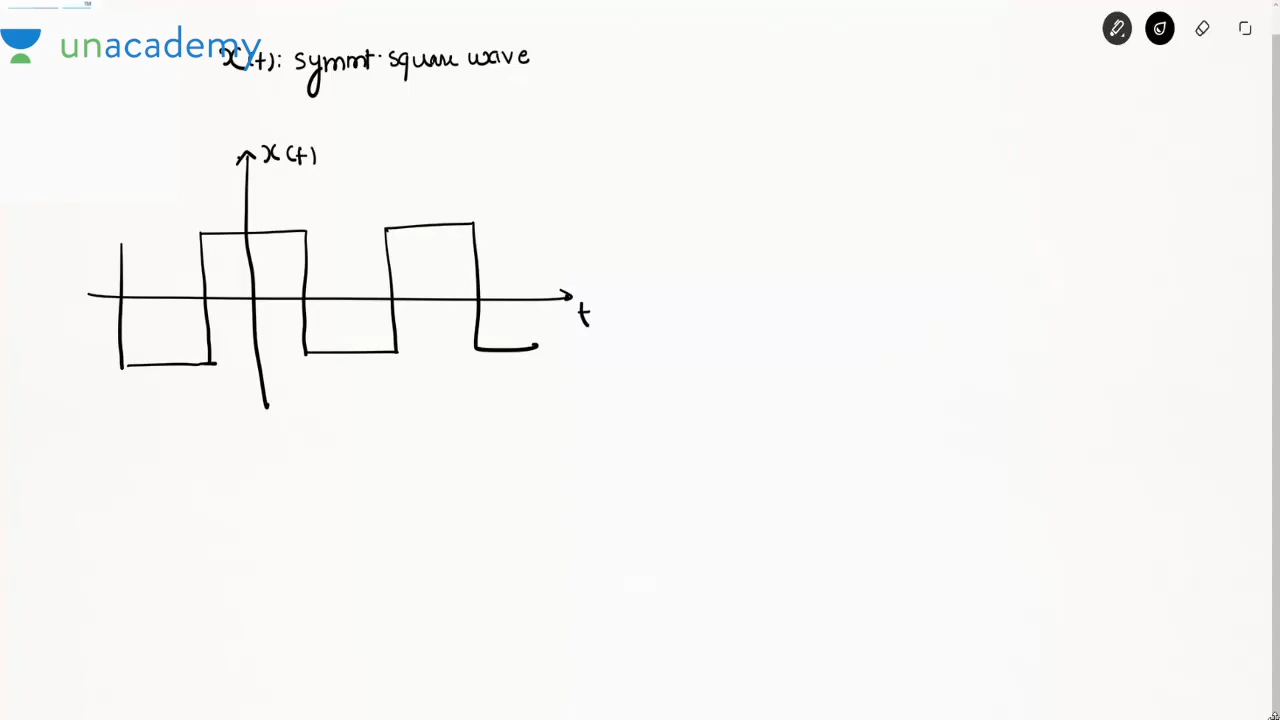 unacademy
x(t): symmt. square wave
x(t)
t